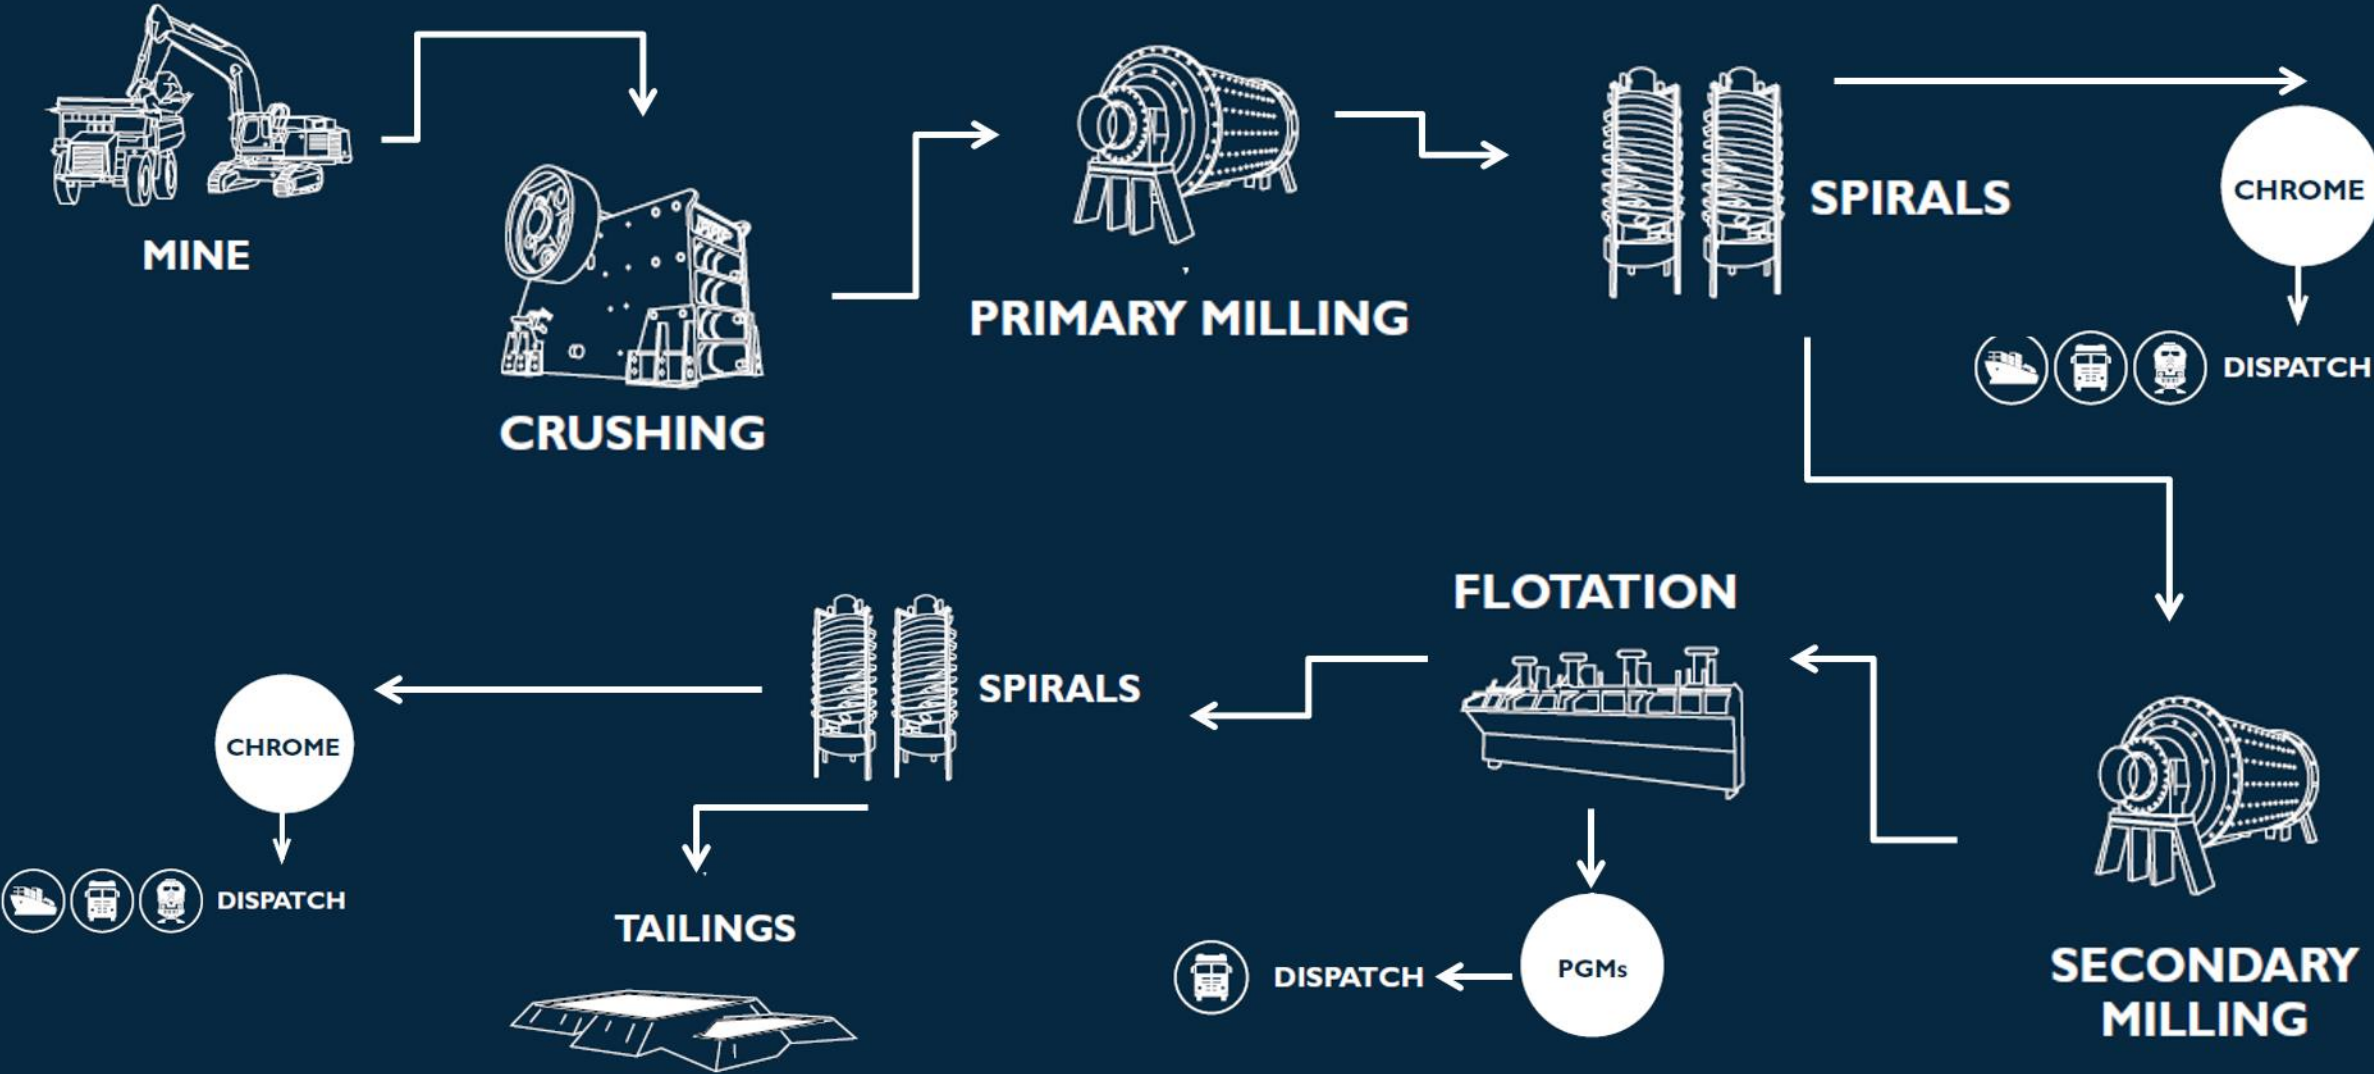 MINE
CRUSHING
PRIMARY MILLING
SPIRALS
CHROME
DISPATCH
SECONDARY
MILLING
FLOTATION
PGMs
DISPATCH
SPIRALS
CHROME
DISPATCH
TAILINGS